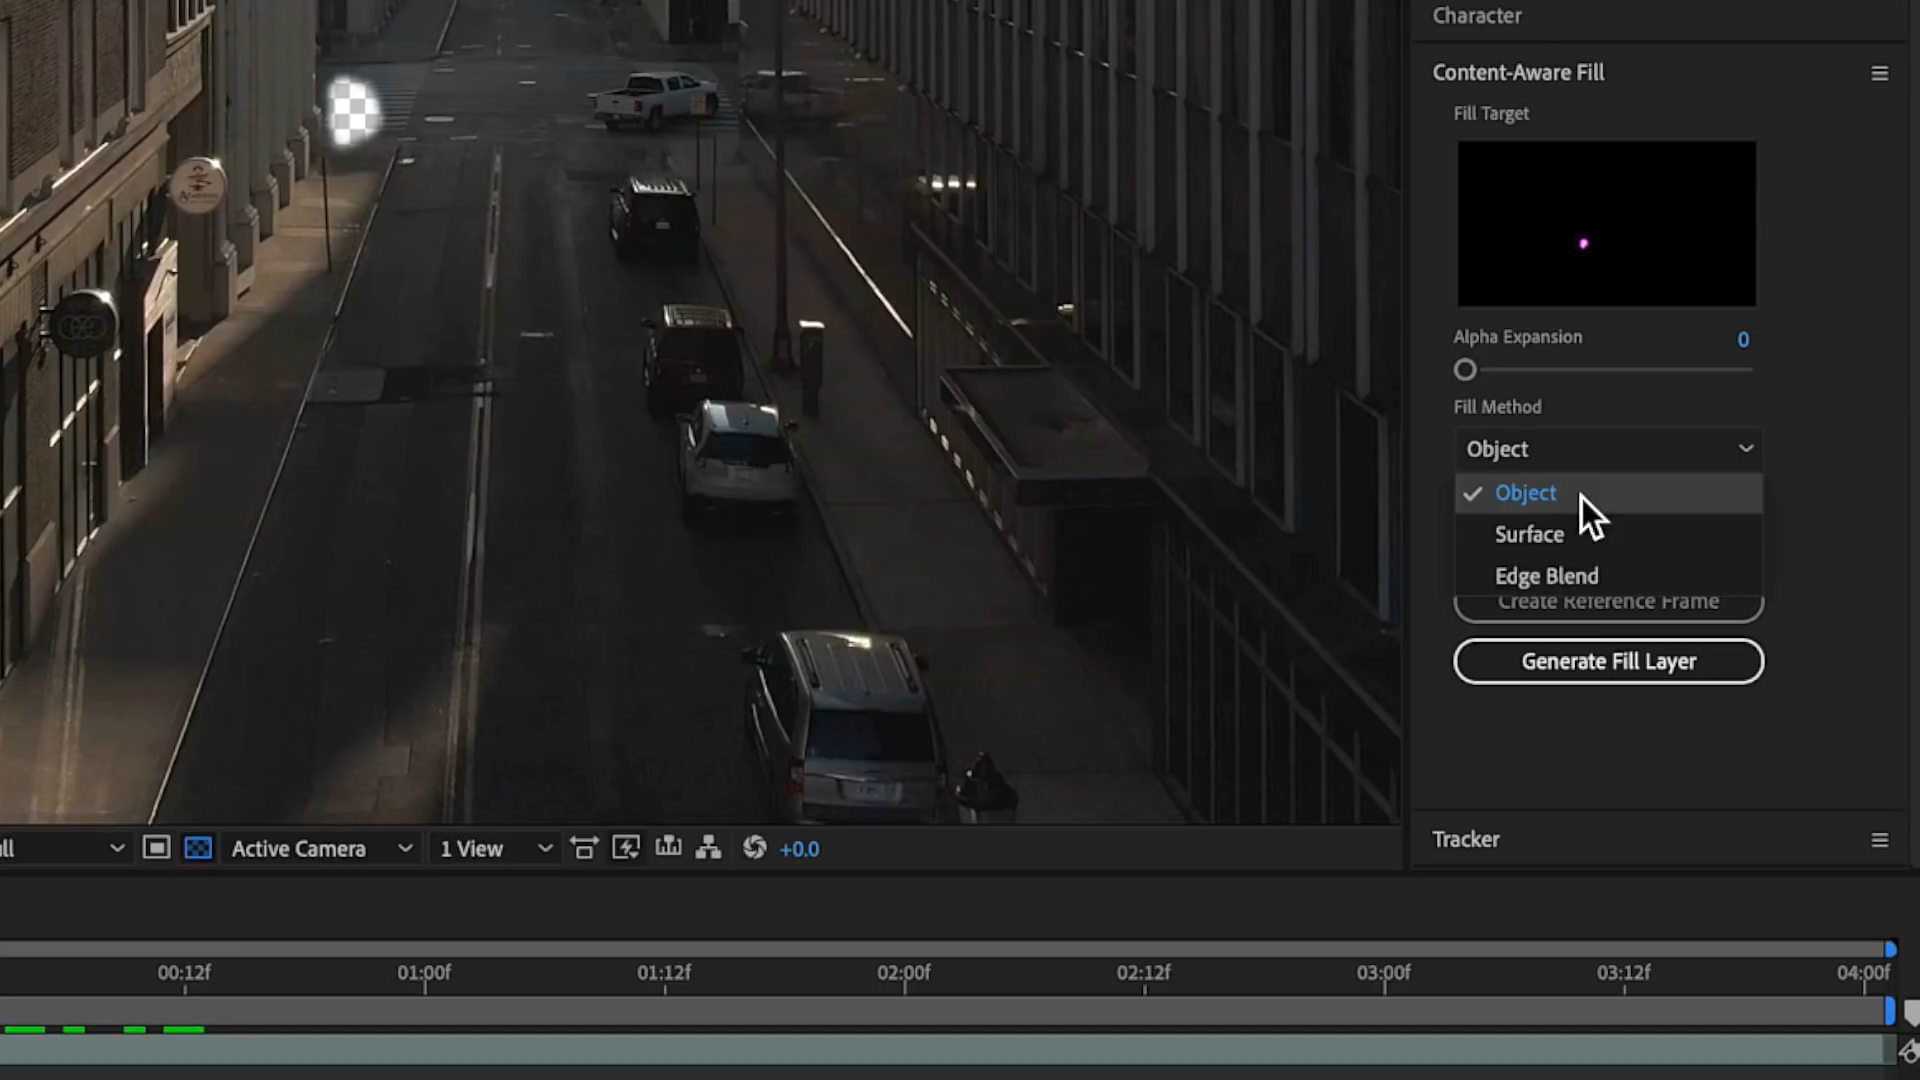 Character
Content-Aware Fill
Fill Target
Alpha Expansion 0
Fill Method
Object
Object
Surface
Edge Blend
Create Reference Frame
Generate Fill Layer
ll Active Camera 1 View +0.0
Tracker
00:12f 01:00f 01:12f 02:00f 02:12f 03:00f 03:12f 04:00f